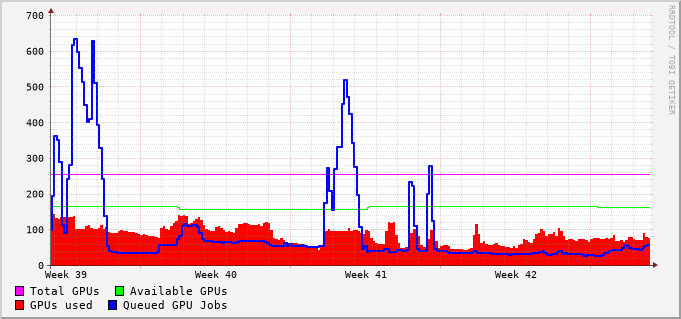 700
600
500
400
300
200
100
0
Week 39 Week 40 Week 41 Week 42
Total GPUs Available GPUs
GPUs used Queued GPU Jobs
RRDTOOL / TOBI OETIKER